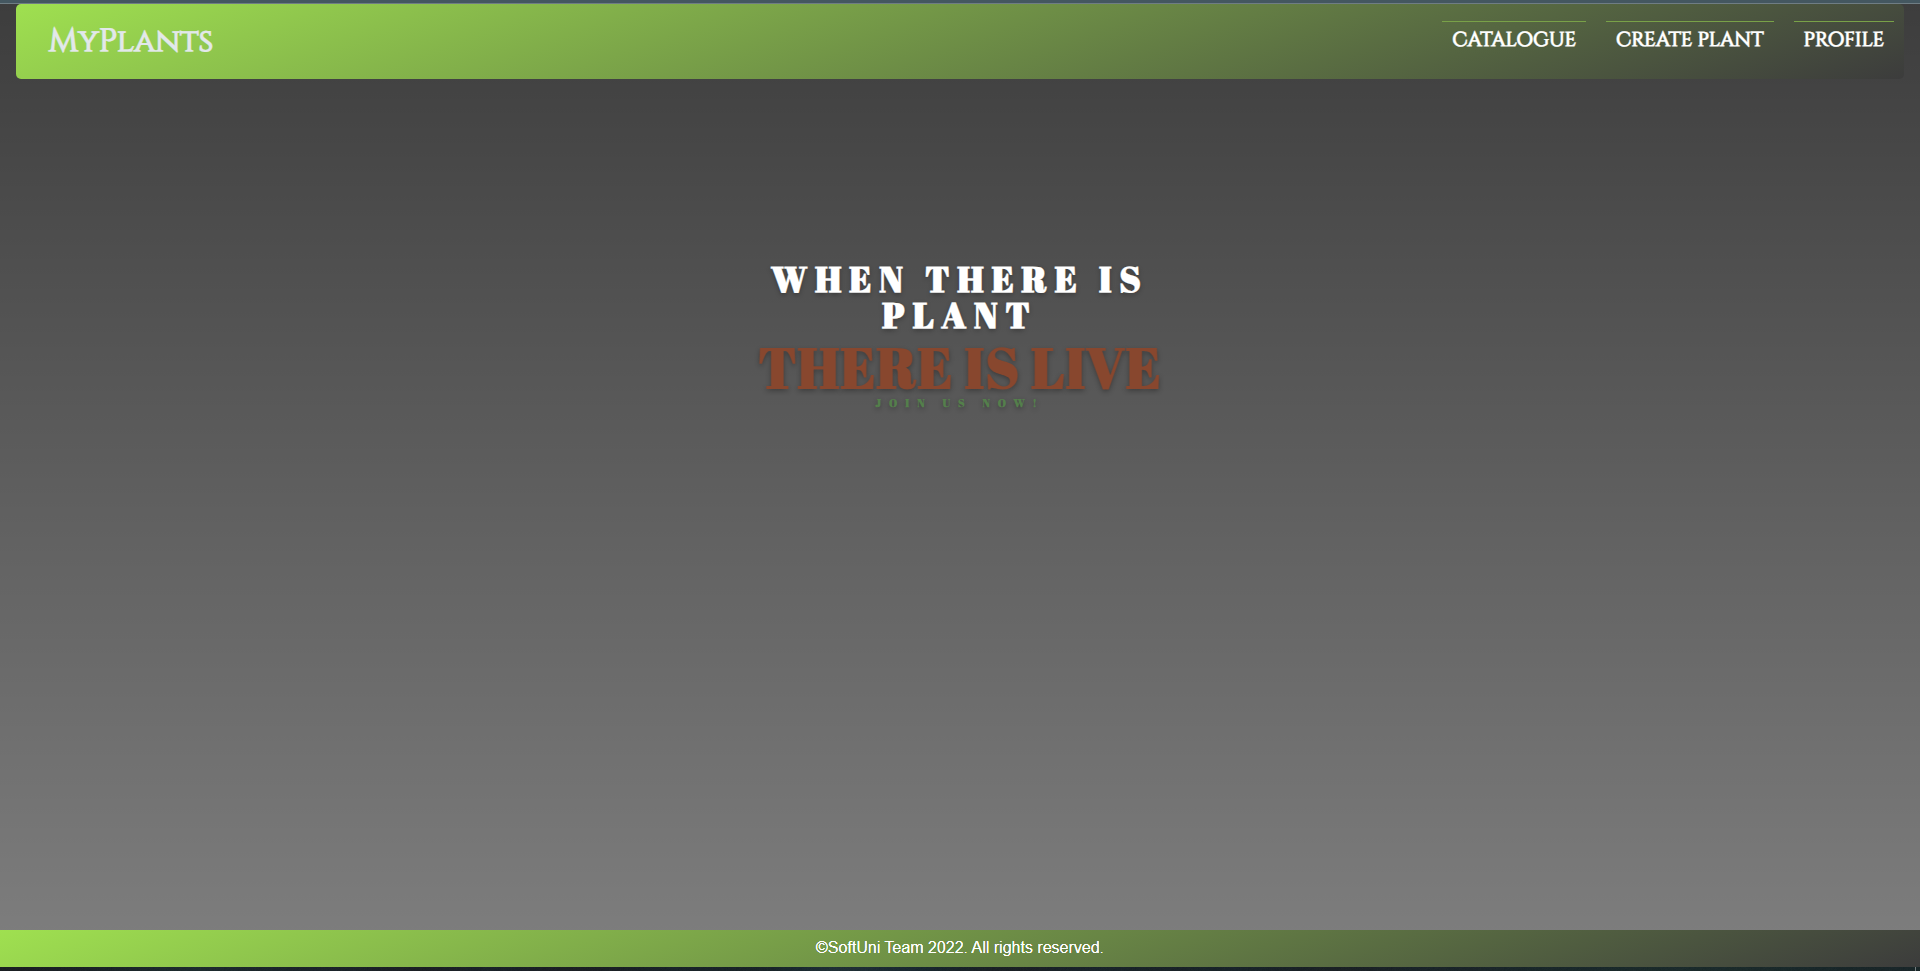 MyPlants
CATALOGUE
CREATE PLANT
PROFILE
WHEN THERE IS
PLANT
THERE IS LIVE
JOIN US NOW!
©SoftUni Team 2022. All rights reserved.